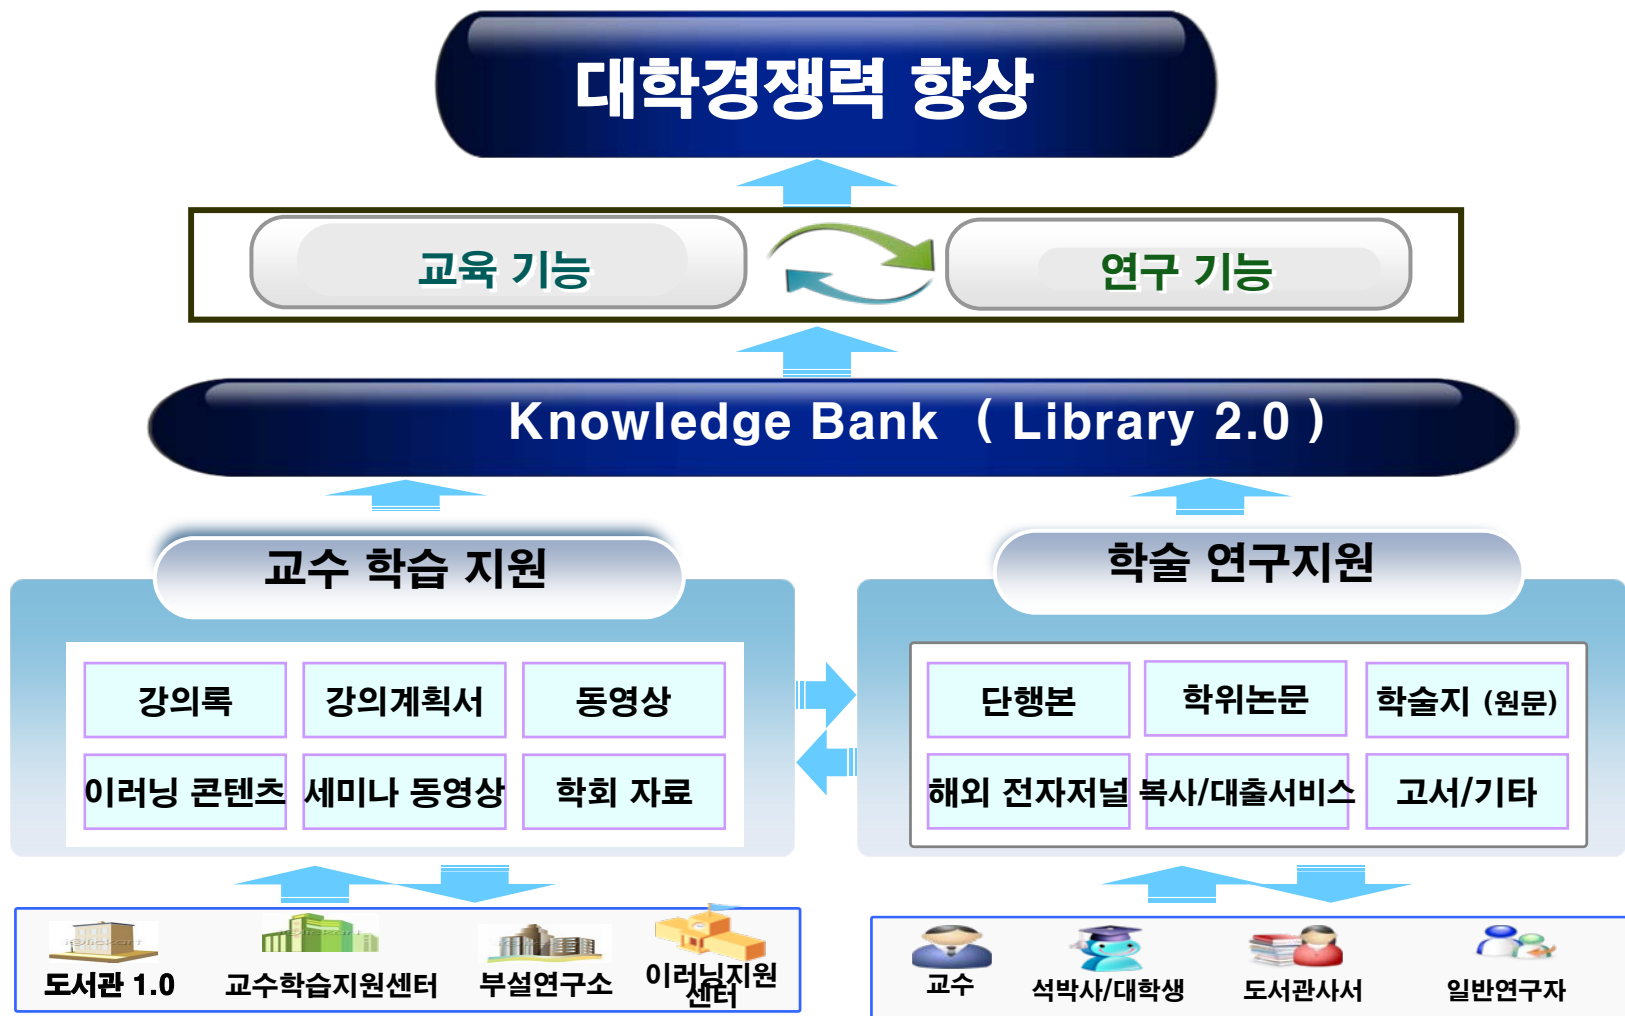 대학경쟁력 향상
교육 기능
연구 기능
Knowledge Bank ( Library 2.0 )
교수 학습 지원
강의록
강의계획서
동영상
이러닝 콘텐츠
세미나 동영상
학회 자료
학술 연구지원
단행본
학위논문
학술지 (원문)
해외 전자저널
복사/대출서비스
고서/기타
도서관 1.0
교수학습지원센터
부설연구소
이러닝지원
센터
교수
석박사/대학생
도서관사서
일반연구자